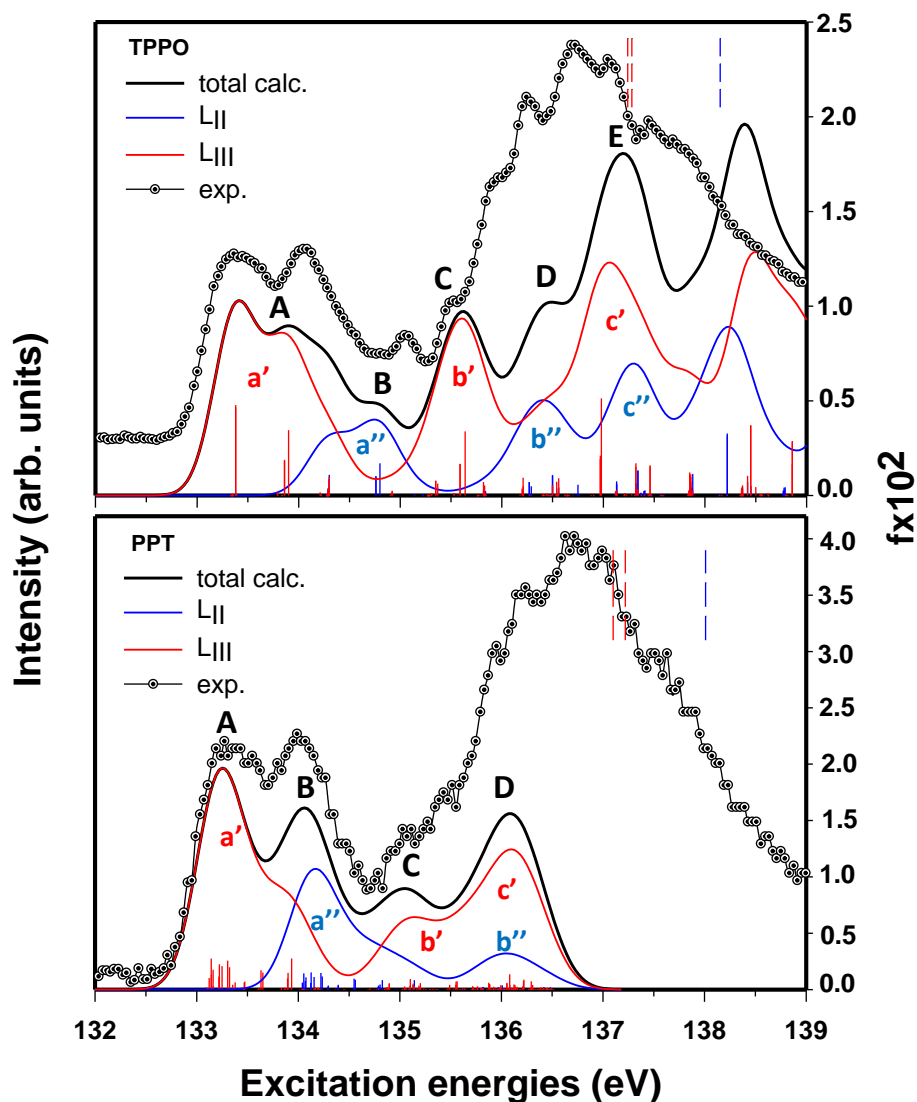 TPPO
total calc.
LII
LIII
exp.
A
B
C
D
E
a’
a’’
b’
b’’
c’
c’’
2.5
2.0
1.5
1.0
0.5
0.0
PPT
total calc.
LII
LIII
exp.
A
B
C
D
a’
a’’
b’
c’
b’’
4.0
3.5
3.0
2.5
2.0
1.5
1.0
0.5
0.0
Intensity (arb. units)
fx10²
132 133 134 135 136 137 138 139
Excitation energies (eV)